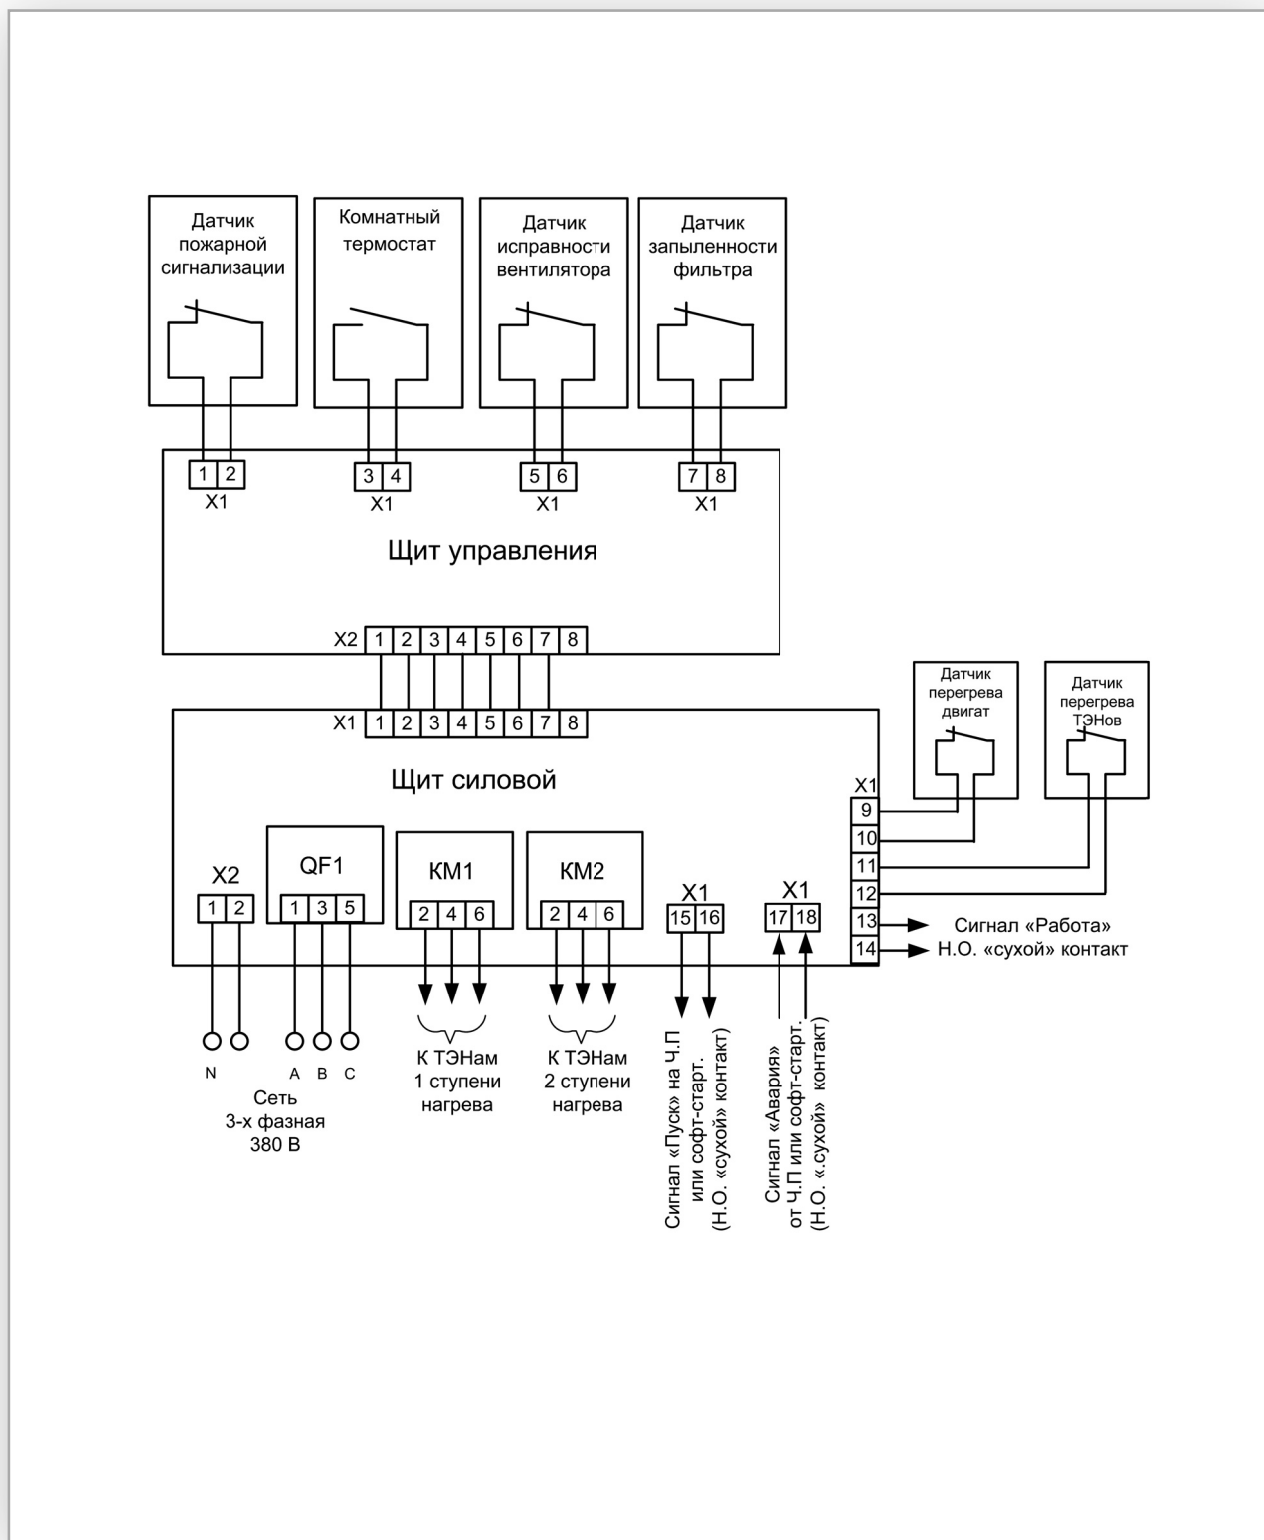 Датчик
пожарной
сигнализации
Комнатный
термостат
Датчик
исправности
вентилятора
Датчик
запыленности
фильтра
1 2
X1
3 4
X1
5 6
X1
7 8
X1
Щит управления
X2 1 2 3 4 5 6 7 8
X1 1 2 3 4 5 6 7 8
Щит силовой
Датчик
перегрева
двигат
Датчик
перегрева
ТЭНов
X1
9
10
11
12
13
14
Сигнал «Работа»
Н.О. «сухой» контакт
X2
1 2
QF1
1 3 5
КМ1
2 4 6
КМ2
2 4 6
X1
15 16
X1
17 18
N
A B C
Сеть
3-х фазная
380 В
К ТЭНам
1 ступени
нагрева
К ТЭНам
2 ступени
нагрева
Сигнал «Пуск» на Ч.П
или софт-старт.
(Н.О. «сухой» контакт)
Сигнал «Авария»
от Ч.П или софт-старт.
(Н.О. «.сухой» контакт)